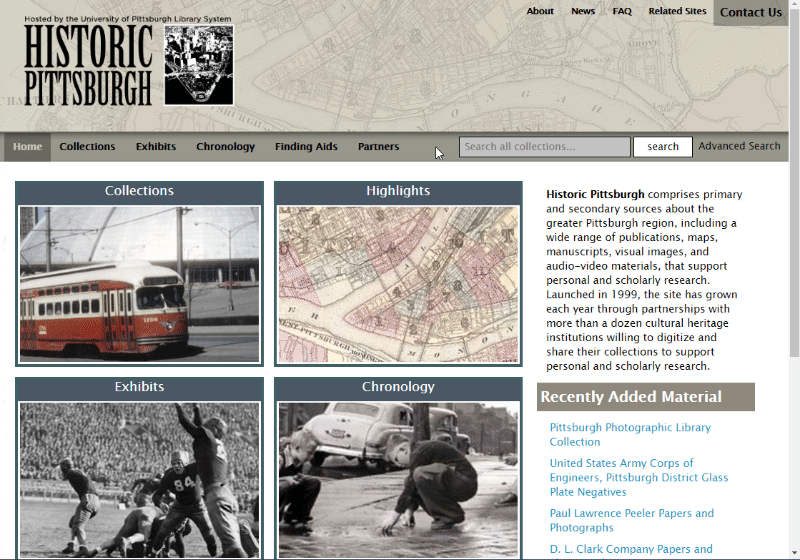 About News FAQ Related Sites Contact Us
Hosted by the University of Pittsburgh Library System
HISTORIC
PITTSBURGH
Home Collections Exhibits Chronology Finding Aids Partners Search all collections... search Advanced Search
Collections
Highlights
Exhibits
84
Chronology
Historic Pittsburgh comprises primary
and secondary sources about the
greater Pittsburgh region, including a
wide range of publications, maps,
manuscripts, visual images, and
audio-video materials, that support
personal and scholarly research.
Launched in 1999, the site has grown
each year through partnerships with
more than a dozen cultural heritage
institutions willing to digitize and
share their collections to support
personal and scholarly research.
Recently Added Material
Pittsburgh Photographic Library
Collection
United States Army Corps of
Engineers, Pittsburgh District Glass
Plate Negatives
Paul Lawrence Peeler Papers and
Photographs
D. L. Clark Company Papers and